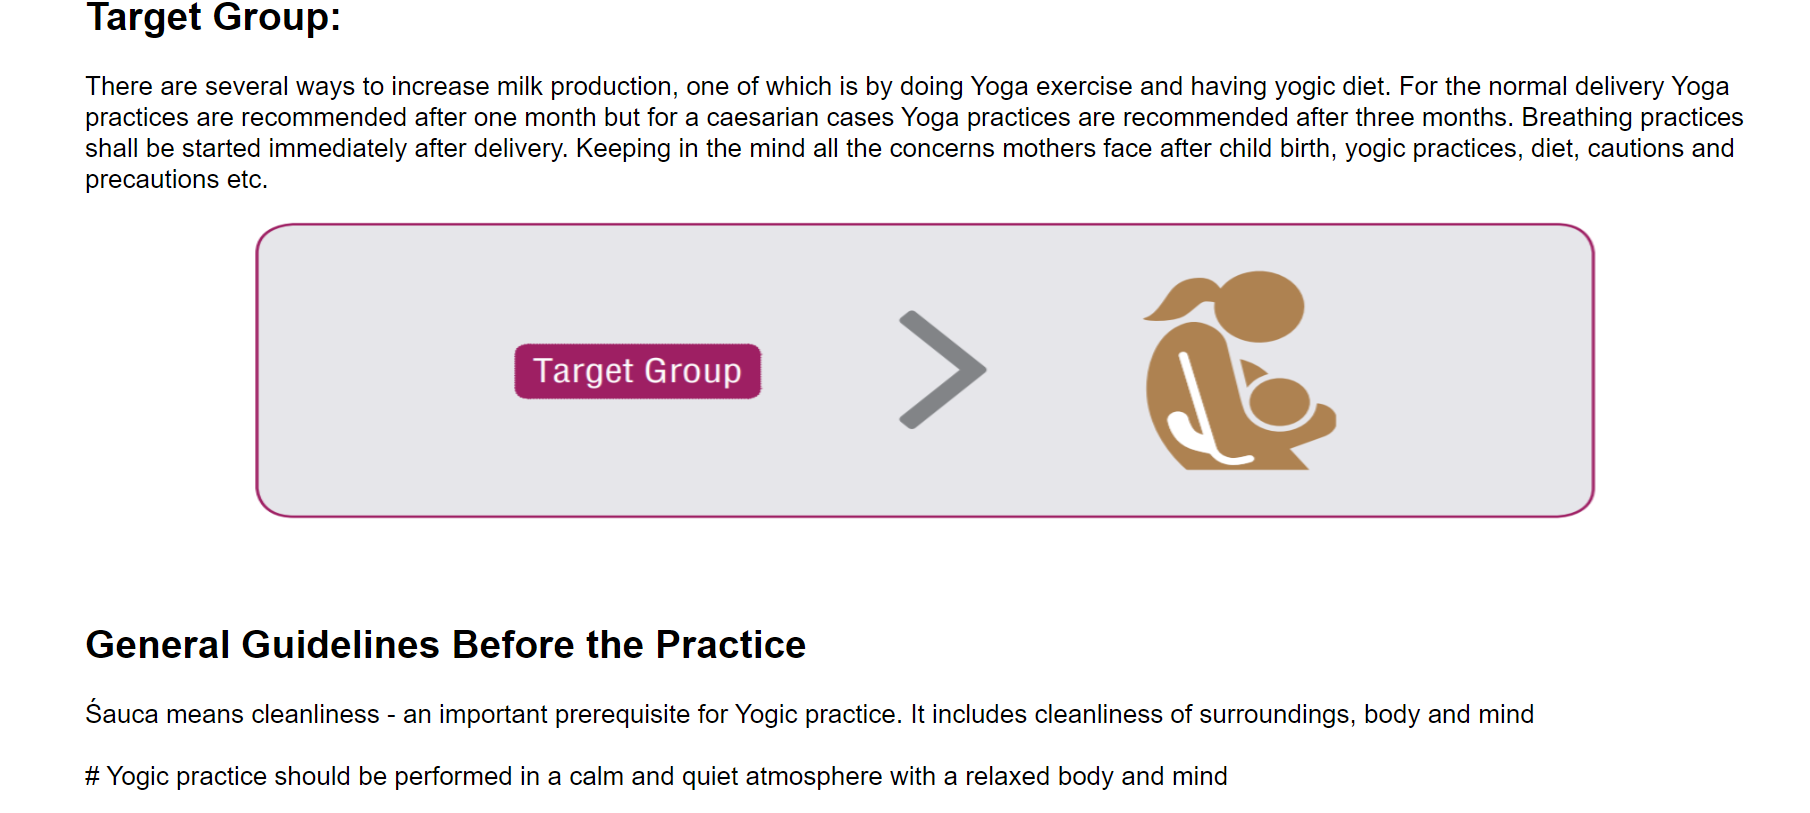 Target Group:
There are several ways to increase milk production, one of which is by doing Yoga exercise and having yogic diet. For the normal delivery Yoga
practices are recommended after one month but for a caesarian cases Yoga practices are recommended after three months. Breathing practices
shall be started immediately after delivery. Keeping in the mind all the concerns mothers face after child birth, yogic practices, diet, cautions and
precautions etc.
Target Group
General Guidelines Before the Practice
Śauca means cleanliness - an important prerequisite for Yogic practice. It includes cleanliness of surroundings, body and mind
# Yogic practice should be performed in a calm and quiet atmosphere with a relaxed body and mind